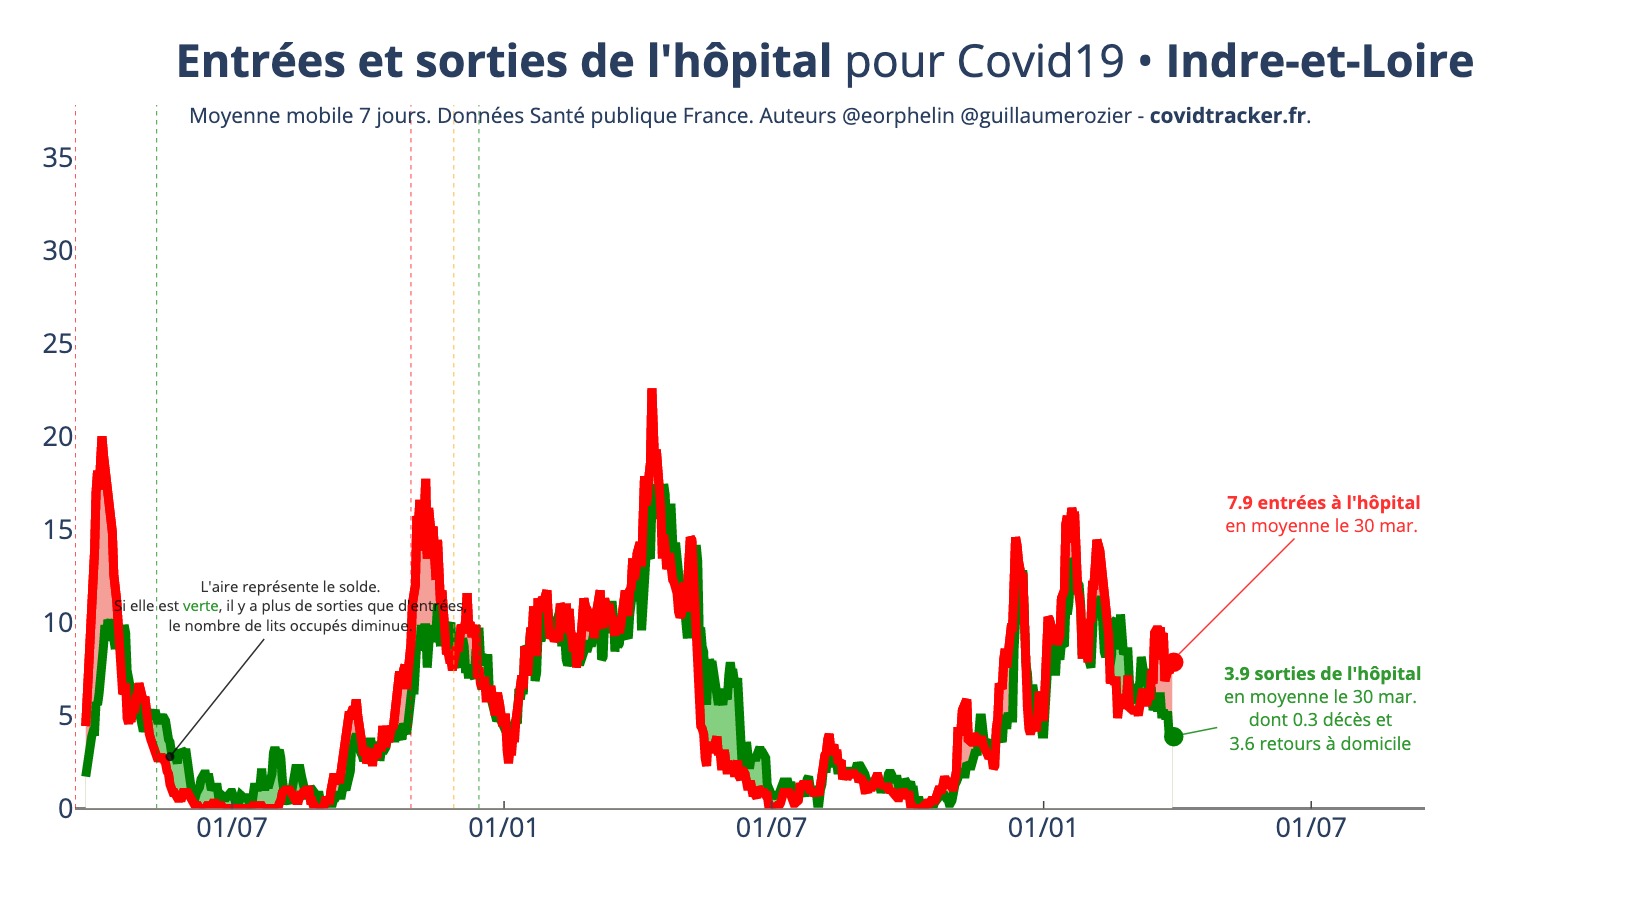 Entrées et sorties de l'hôpital pour Covid19 • Indre-et-Loire
Moyenne mobile 7 jours. Données Santé publique France. Auteurs @eorphelin @guillaumerozier - covidtracker.fr.
35
30
25
20
15
10
5
0
L'aire représente le solde.
Si elle est verte, il y a plus de sorties que d'entrées,
le nombre de lits occupés diminue.
7.9 entrées à l'hôpital
en moyenne le 30 mar.
3.9 sorties de l'hôpital
en moyenne le 30 mar.
dont 0.3 décès et
3.6 retours à domicile
01/07
01/01
01/07
01/01
01/07